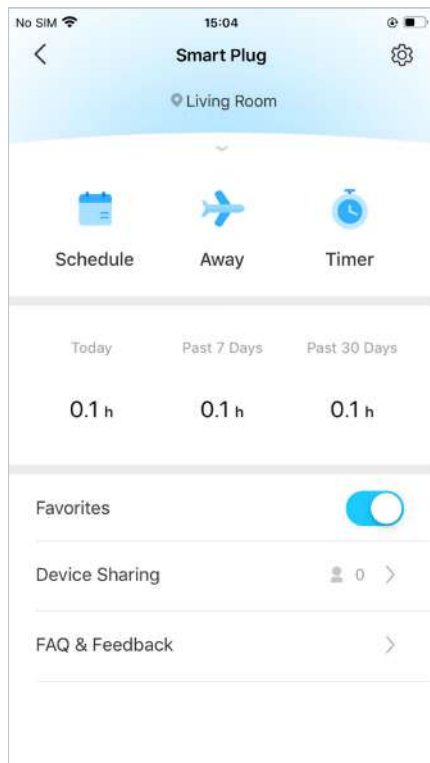 No SIM 15:04
Smart Plug
Living Room
Schedule Away Timer
Today Past 7 Days Past 30 Days
0.1 h 0.1 h 0.1 h
Favorites
Device Sharing 0
FAQ & Feedback